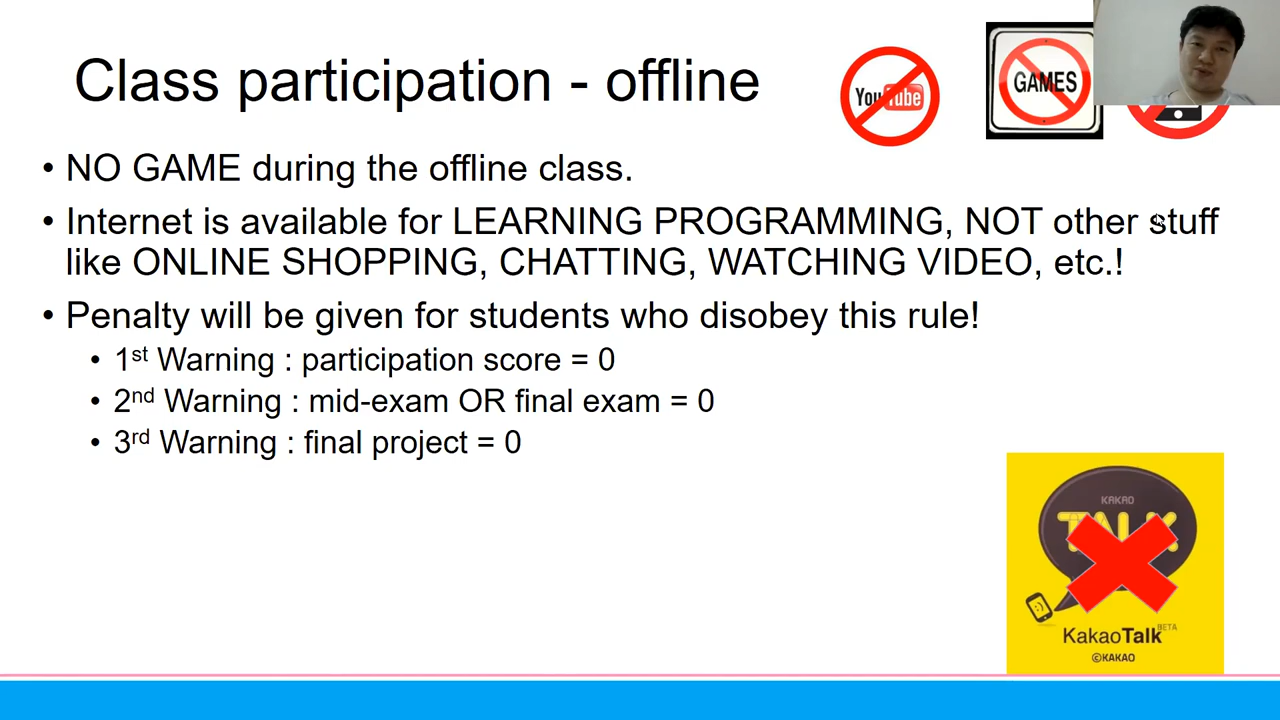 Class participation - offline
YouTube
GAMES
• NO GAME during the offline class.
• Internet is available for LEARNING PROGRAMMING, NOT other stuff
like ONLINE SHOPPING, CHATTING, WATCHING VIDEO, etc.!
• Penalty will be given for students who disobey this rule!
• 1st Warning : participation score = 0
• 2nd Warning : mid-exam OR final exam = 0
• 3rd Warning : final project = 0
KAKAO
TALK
KakaoTalk BETA
©KAKAO